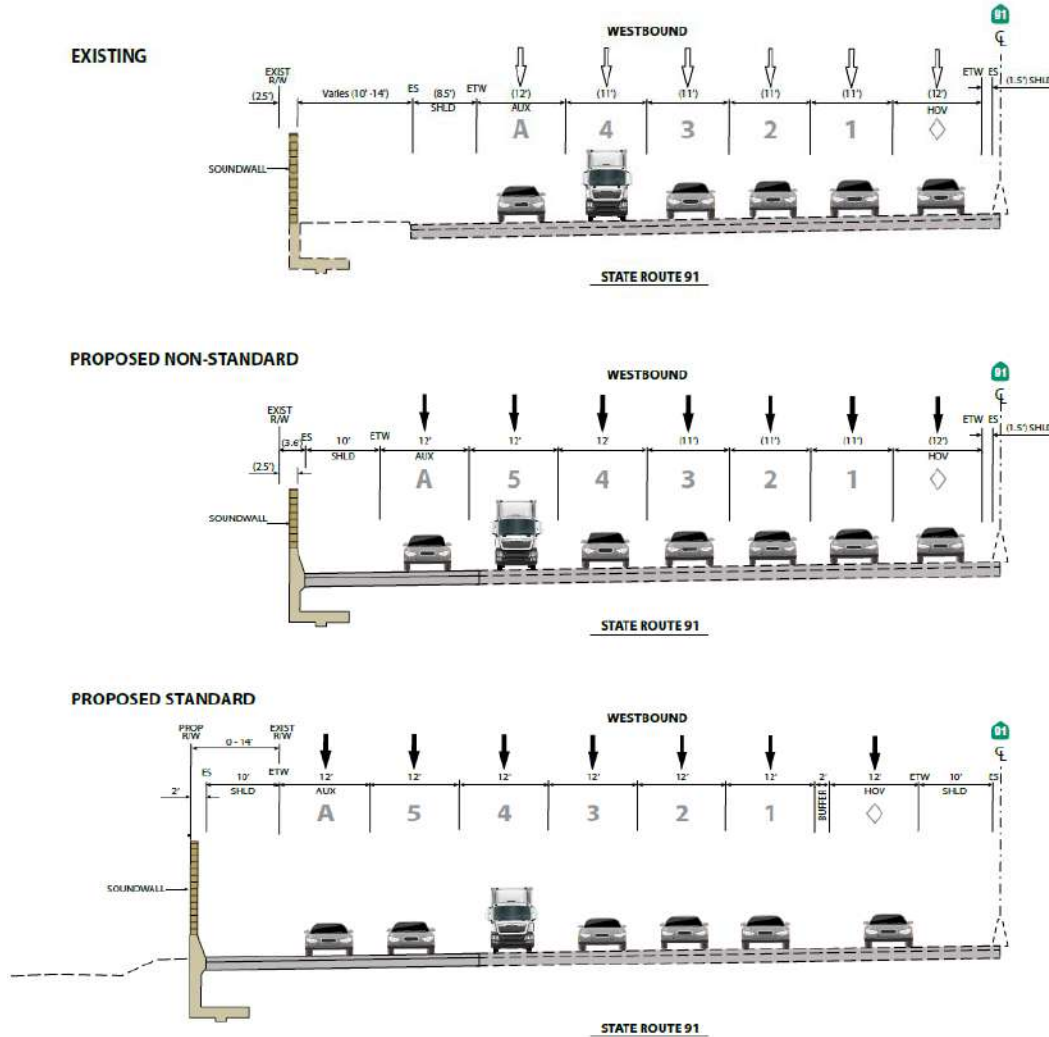 EXISTING
WESTBOUND
91
℄
EXIST
R/W
(2.5')
Varies (10' -14')
ES
(8.5')
SHLD
ETW
(12')
AUX
(11')
(11')
(11')
(11')
(12')
HOV
ETW
ES
(1.5') SHLD
A
4
3
2
1
SOUNDWALL
STATE ROUTE 91
PROPOSED NON-STANDARD
WESTBOUND
91
℄
EXIST
R/W
(3.6')
ES
10'
SHLD
ETW
12'
AUX
12'
12'
(11')
(11')
(11')
(12')
HOV
ETW
ES
(1.5') SHLD
(2.5')
A
5
4
3
2
1
SOUNDWALL
STATE ROUTE 91
PROPOSED STANDARD
WESTBOUND
91
℄
PROP
R/W
0 - 14'
EXIST
R/W
ES
10'
SHLD
ETW
12'
AUX
12'
12'
12'
12'
12'
2'
BUFFER
12'
HOV
ETW
10'
SHLD
ES
2'
A
5
4
3
2
1
SOUNDWALL
STATE ROUTE 91